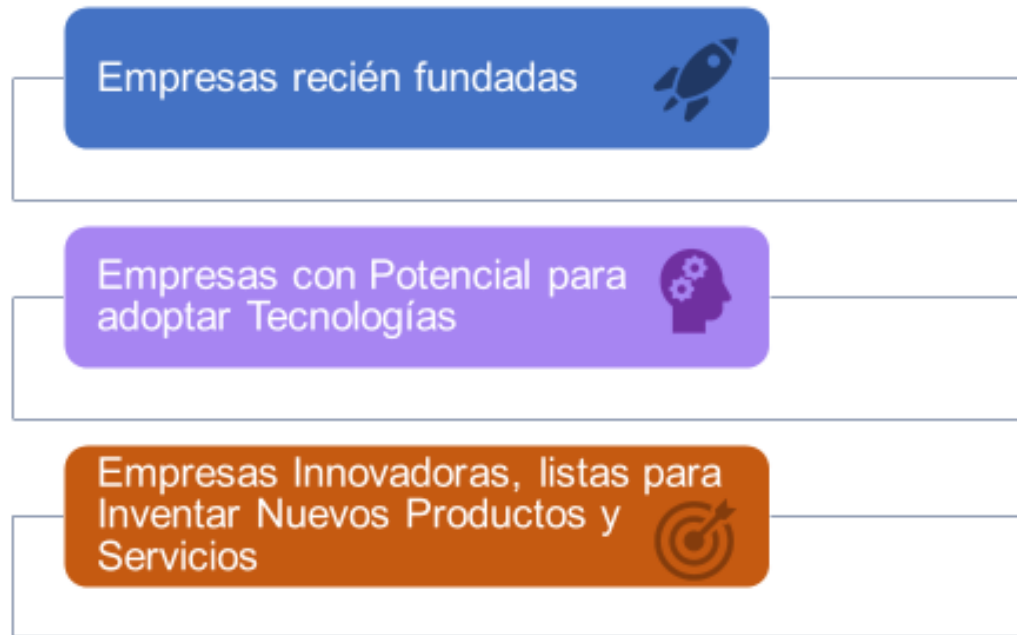 Empresas recién fundadas
Empresas con Potencial para
adoptar Tecnologías
Empresas Innovadoras, listas para
Inventar Nuevos Productos y
Servicios